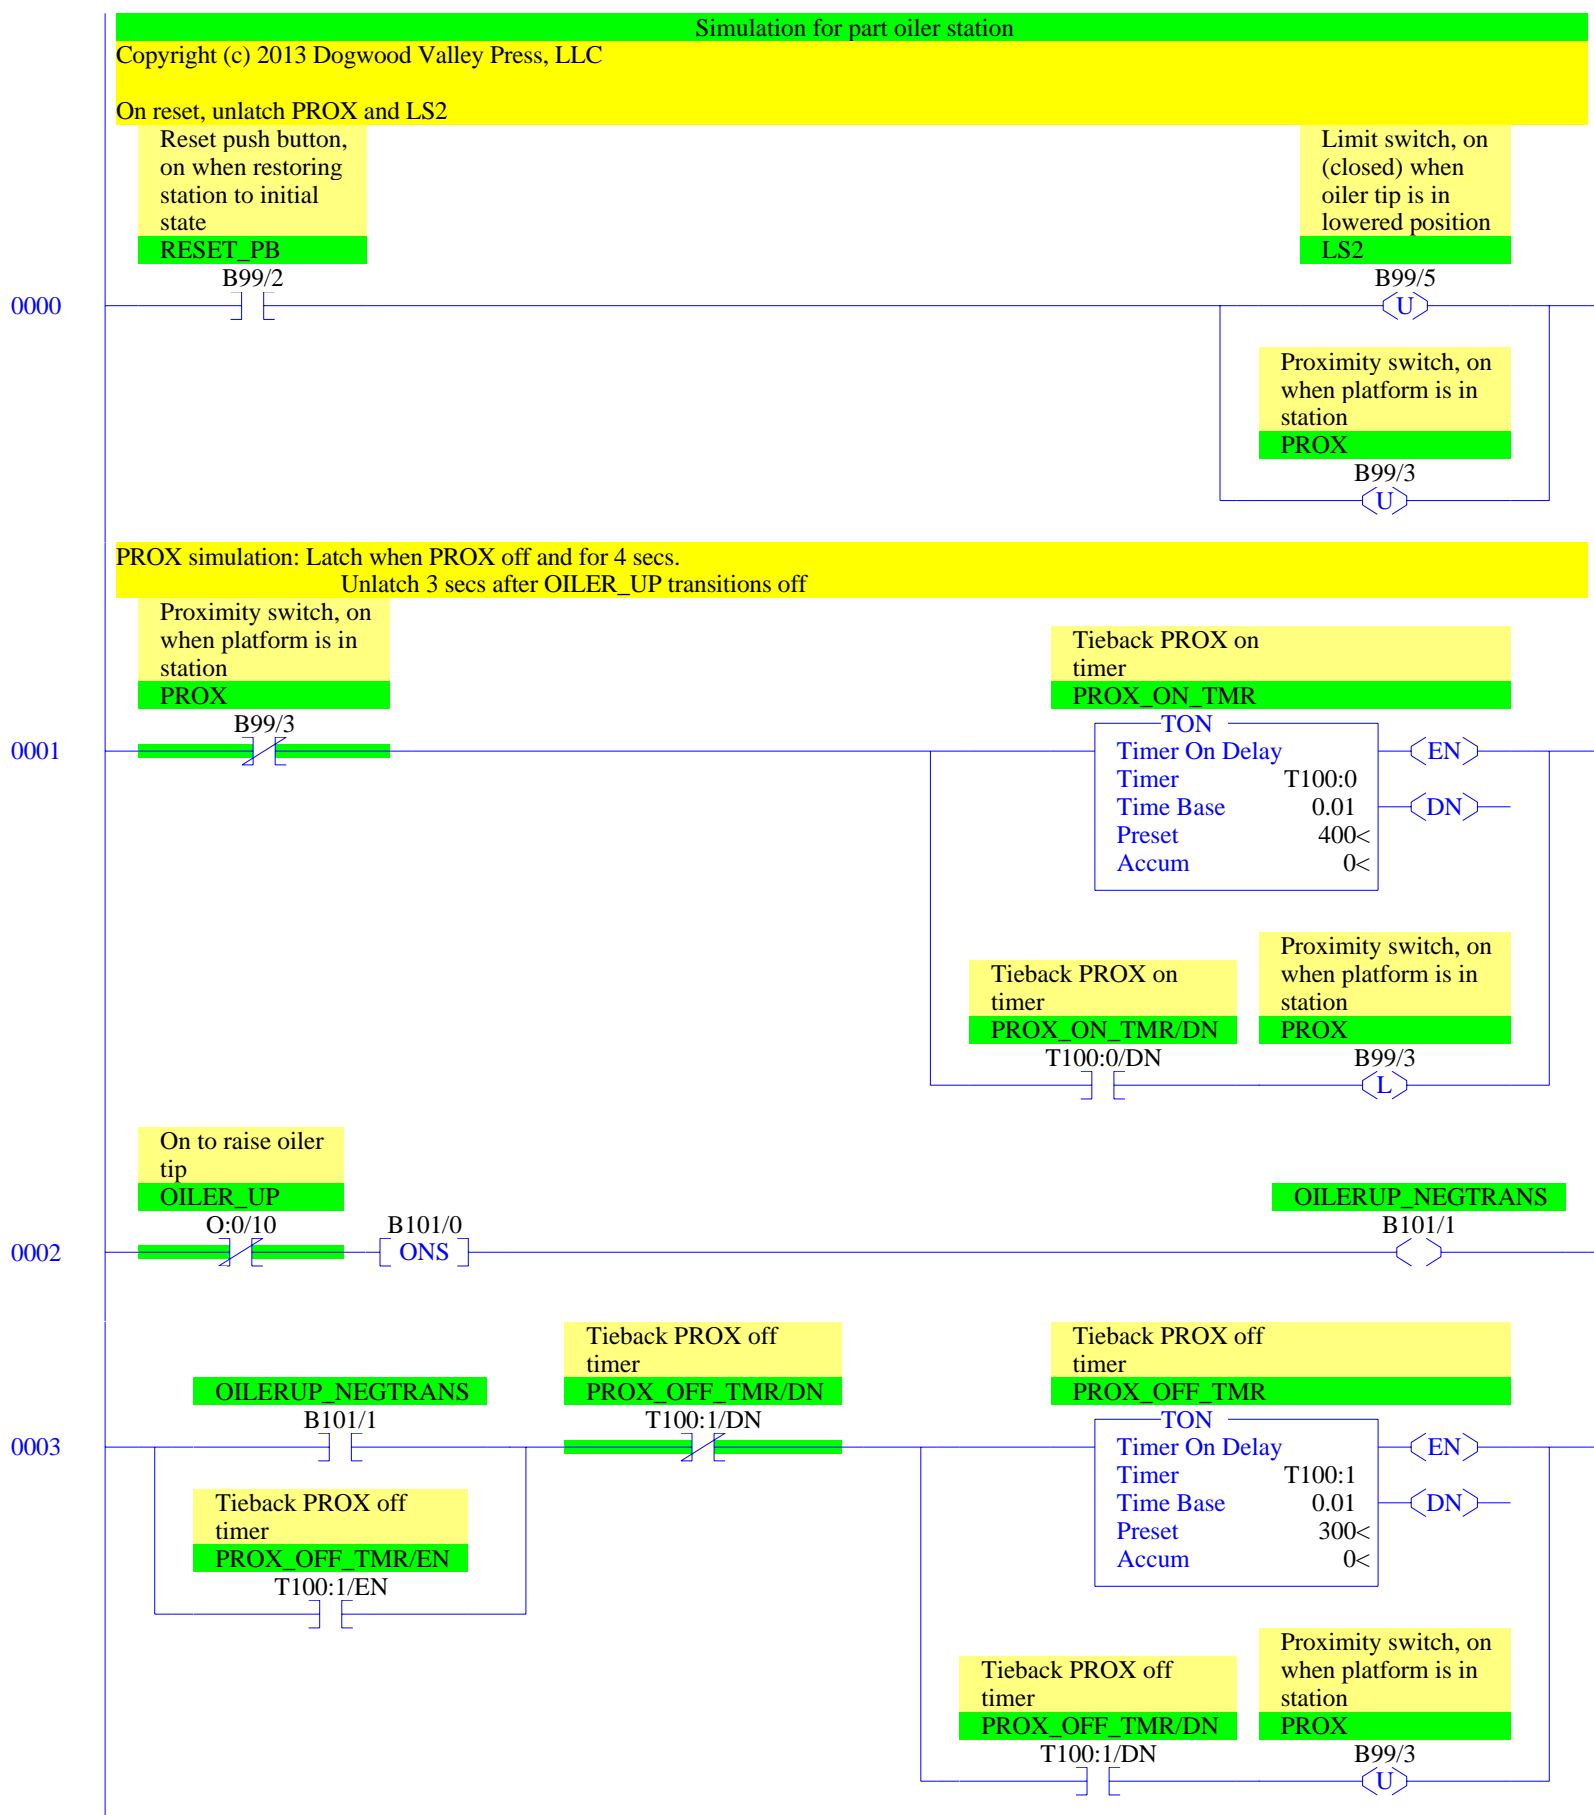 Simulation for part oiler station
Copyright (c) 2013 Dogwood Valley Press, LLC
On reset, unlatch PROX and LS2
Reset push button,
on when restoring
station to initial
state
RESET_PB
B99/2
Limit switch, on
(closed) when
oiler tip is in
lowered position
LS2
B99/5
0000
U
Proximity switch, on
when platform is in
station
PROX
B99/3
U
PROX simulation: Latch when PROX off and for 4 secs.
Unlatch 3 secs after OILER_UP transitions off
Proximity switch, on
when platform is in
station
PROX
B99/3
Tieback PROX on
timer
PROX_ON_TMR
0001
TON
Timer On Delay
Timer T100:0
Time Base 0.01
Preset 400<
Accum 0<
EN
DN
Tieback PROX on
timer
PROX_ON_TMR/DN
T100:0/DN
Proximity switch, on
when platform is in
station
PROX
B99/3
L
On to raise oiler
tip
OILER_UP
O:0/10
B101/0
ONS
OILERUP_NEGTRANS
B101/1
0002
OILERUP_NEGTRANS
B101/1
Tieback PROX off
timer
PROX_OFF_TMR/DN
T100:1/DN
Tieback PROX off
timer
PROX_OFF_TMR
0003
TON
Timer On Delay
Timer T100:1
Time Base 0.01
Preset 300<
Accum 0<
EN
DN
Tieback PROX off
timer
PROX_OFF_TMR/EN
T100:1/EN
Tieback PROX off
timer
PROX_OFF_TMR/DN
T100:1/DN
Proximity switch, on
when platform is in
station
PROX
B99/3
U